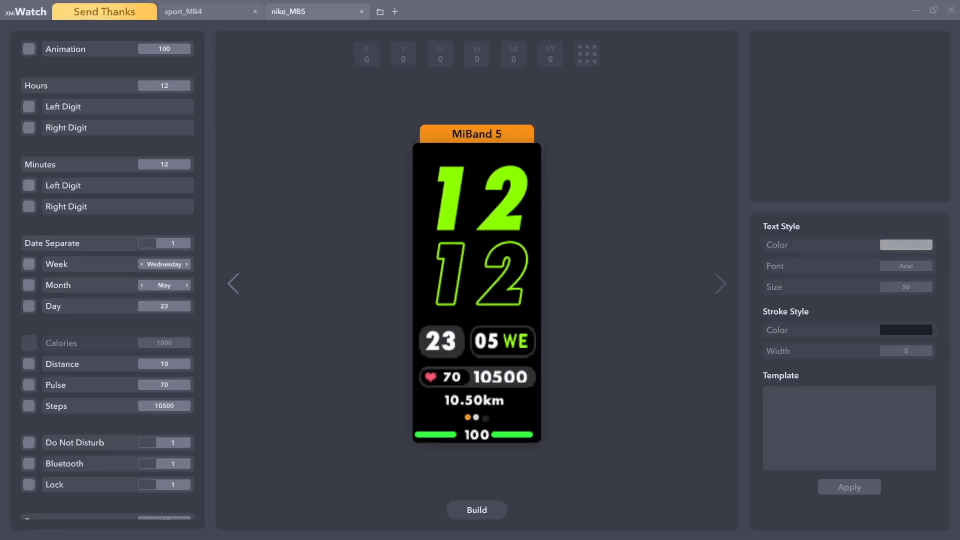 XMiWatch Send Thanks sport_MB4 × nike_MB5 × +
Animation 100
Hours 12
Left Digit
Right Digit
Minutes 12
Left Digit
Right Digit
Date Separate 1
Week < Wednesday >
Month < May >
Day 23
Calories 1000
Distance 10
Pulse 70
Steps 10500
Do Not Disturb 1
Bluetooth 1
Lock 1
X Y H W SX SY
0 0 0 0 0 0
MiBand 5
12
12
23 05 WE
70 10500
10.50km
100
Build
Text Style
Color
Font Arial
Size 50
Stroke Style
Color
Width 0
Template
Apply